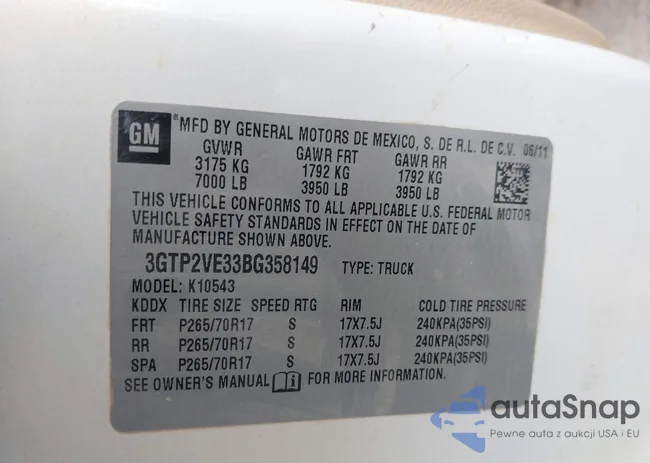 GM
*MFD BY GENERAL MOTORS DE MEXICO, S. DE R.L. DE C.V. 06/11
GVWR GAWR FRT GAWR RR
3175 KG 1792 KG 1792 KG
7000 LB 3950 LB 3950 LB
THIS VEHICLE CONFORMS TO ALL APPLICABLE U.S. FEDERAL MOTOR
VEHICLE SAFETY STANDARDS IN EFFECT ON THE DATE OF
MANUFACTURE SHOWN ABOVE.
3GTP2VE33BG358149 TYPE: TRUCK
MODEL: K10543
KDDX TIRE SIZE SPEED RTG RIM COLD TIRE PRESSURE
FRT P265/70R17 S 17X7.5J 240KPA(35PSI)
RR P265/70R17 S 17X7.5J 240KPA(35PSI)
SPA P265/70R17 S 17X7.5J 240KPA(35PSI)
SEE OWNER'S MANUAL i FOR MORE INFORMATION.
autaSnap
Pewne auta z aukcji USA i EU